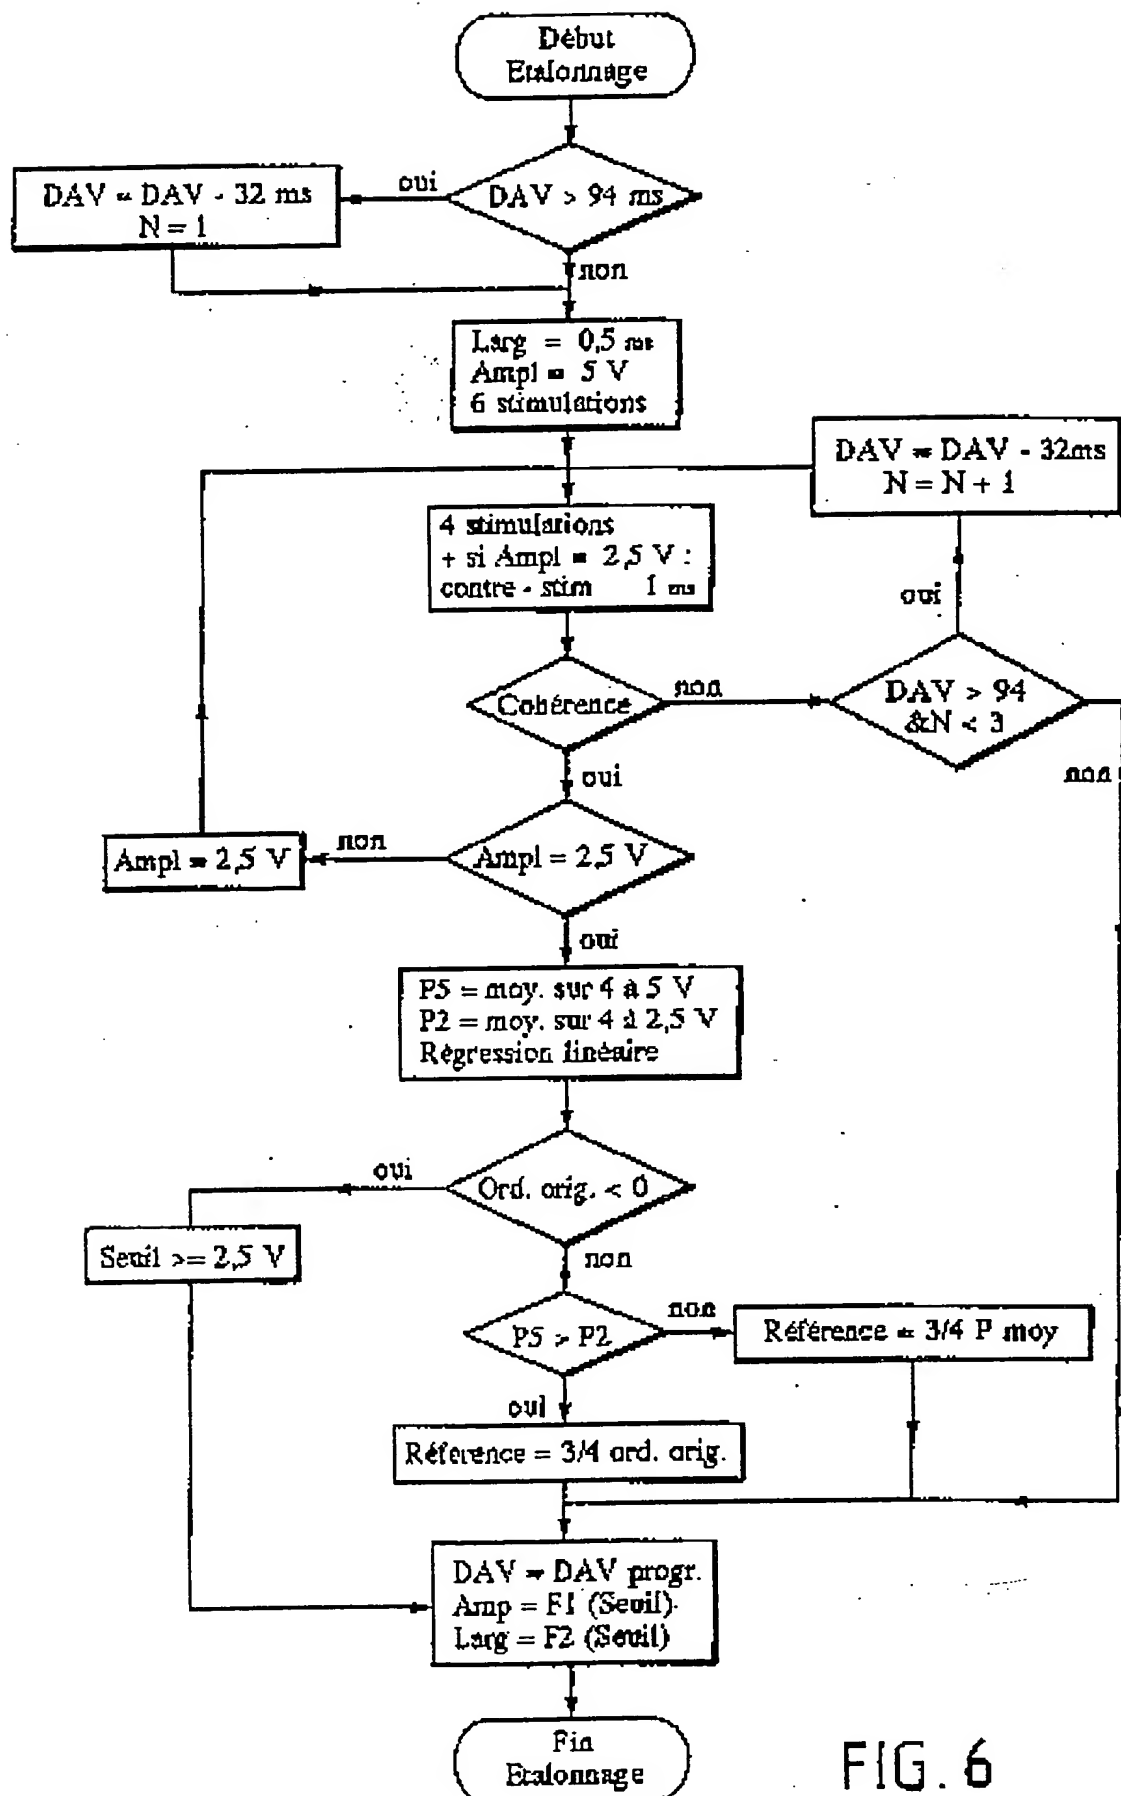 Début
Etalonnage
DAV > 94 ms
oui
DAV = DAV - 32 ms
N = 1
non
Larg = 0,5 ms
Ampl = 5 V
6 stimulations
DAV = DAV - 32ms
N = N + 1
4 stimulations
+ si Ampl = 2,5 V :
contre - stim 1 ms
oui
Cohérence
non
DAV > 94
&N < 3
non
oui
Ampl = 2,5 V
non
Ampl = 2,5 V
oui
P5 = moy. sur 4 à 5 V
P2 = moy. sur 4 à 2,5 V
Régression linéaire
oui
Ord. orig. < 0
Seuil >= 2,5 V
non
P5 > P2
non
Référence = 3/4 P moy
oui
Réference = 3/4 ord. orig.
DAV = DAV progr.
Amp = F1 (Seuil)
Larg = F2 (Seuil)
Fin
Etalonnage
FIG. 6